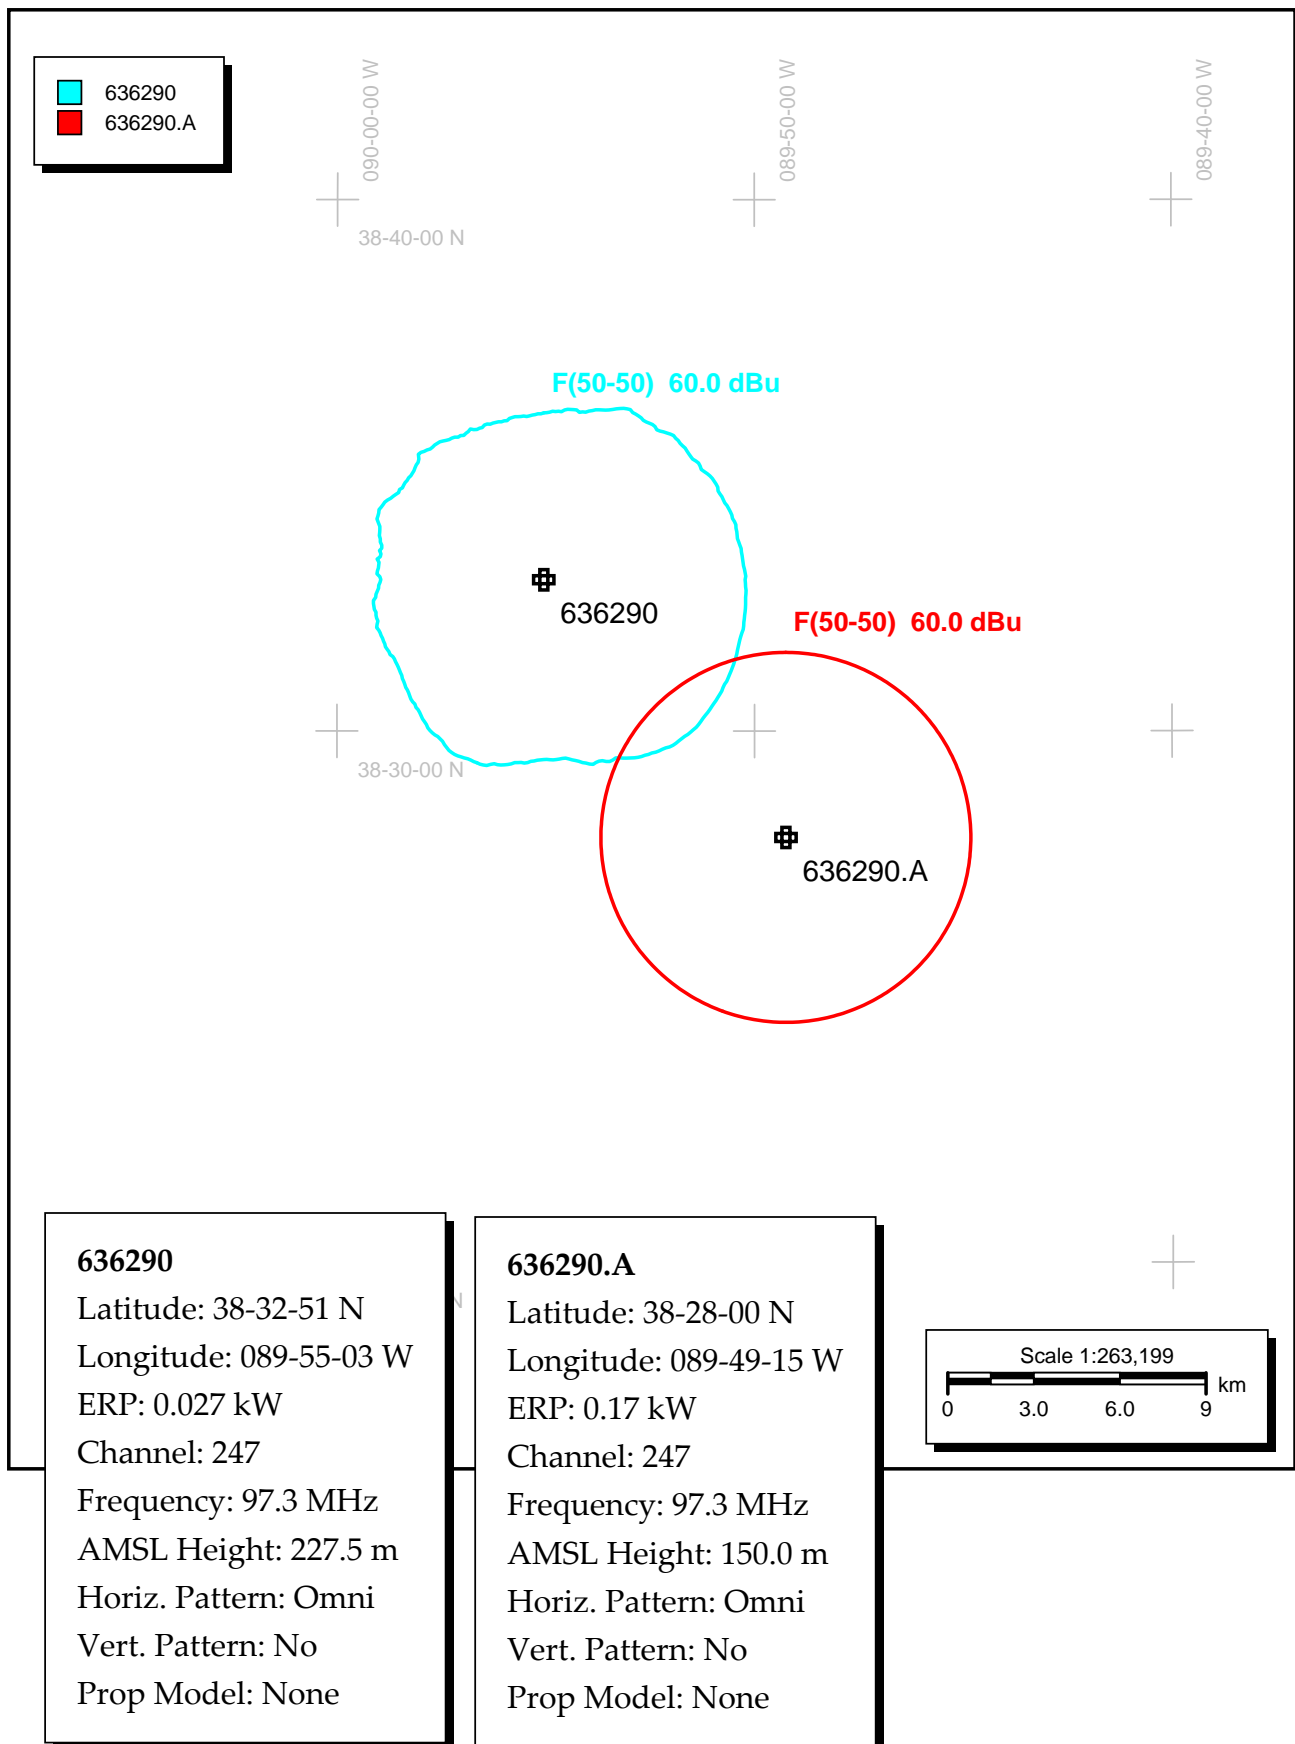 636290
636290.A
090-00-00 W
089-50-00 W
089-40-00 W
38-40-00 N
F(50-50) 60.0 dBu
636290
F(50-50) 60.0 dBu
38-30-00 N
636290.A
N
636290
Latitude: 38-32-51 N
Longitude: 089-55-03 W
ERP: 0.027 kW
Channel: 247
Frequency: 97.3 MHz
AMSL Height: 227.5 m
Horiz. Pattern: Omni
Vert. Pattern: No
Prop Model: None
636290.A
Latitude: 38-28-00 N
Longitude: 089-49-15 W
ERP: 0.17 kW
Channel: 247
Frequency: 97.3 MHz
AMSL Height: 150.0 m
Horiz. Pattern: Omni
Vert. Pattern: No
Prop Model: None
Scale 1:263,199
km
0 3.0 6.0 9